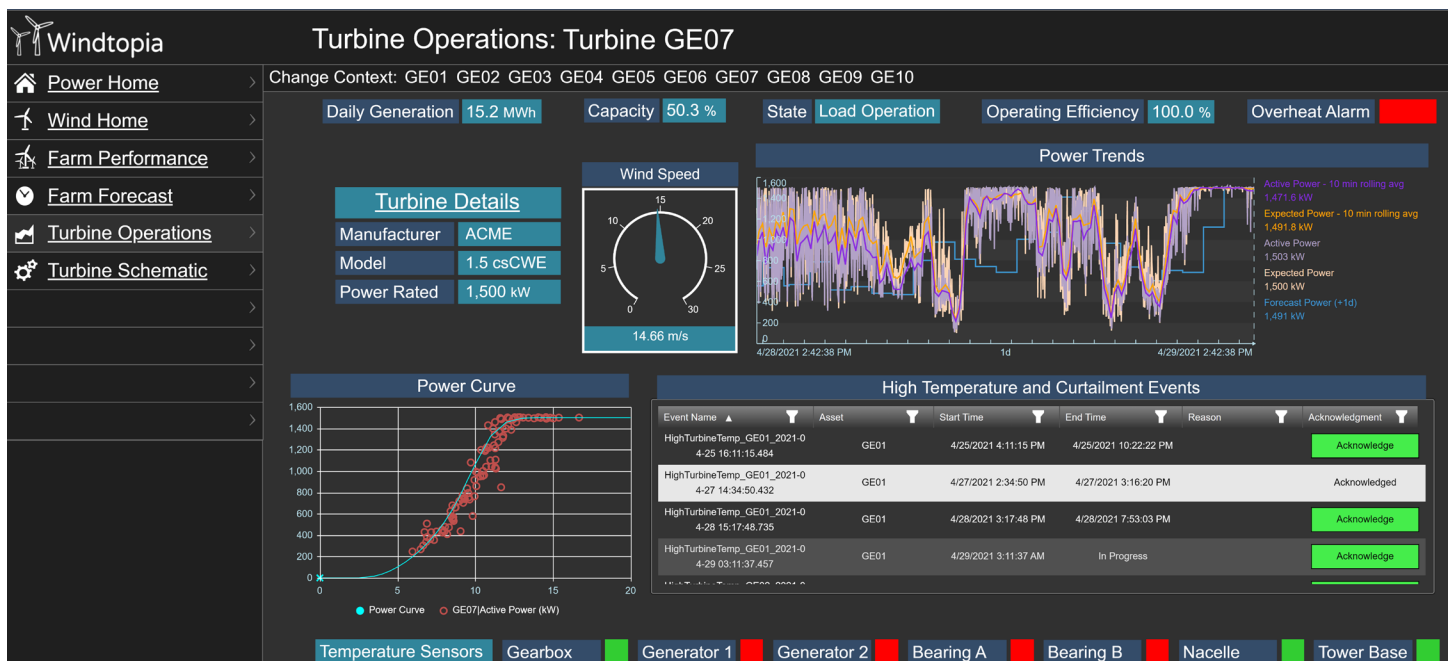 Windtopia
Turbine Operations: Turbine GE07
Power Home
Wind Home
Farm Performance
Farm Forecast
Turbine Operations
Turbine Schematic
Change Context: GE01 GE02 GE03 GE04 GE05 GE06 GE07 GE08 GE09 GE10
Daily Generation 15.2 MWh
Capacity 50.3 %
State Load Operation
Operating Efficiency 100.0 %
Overheat Alarm
Turbine Details
Manufacturer ACME
Model 1.5 csCWE
Power Rated 1,500 kW
Wind Speed
0 5 10 15 20 25 30
14.66 m/s
Power Trends
1,600
400
200
0
4/28/2021 2:42:38 PM 1d 4/29/2021 2:42:38 PM
Active Power - 10 min rolling avg
1,471.6 kW
Expected Power - 10 min rolling avg
1,491.8 kW
Active Power
1,503 kW
Expected Power
1,500 kW
Forecast Power (+1d)
1,491 kW
Power Curve
1,600
1,400
1,200
1,000
800
600
400
200
0
0 5 10 15 20
Power Curve GE07|Active Power (kW)
High Temperature and Curtailment Events
Event Name ▲ Asset Start Time End Time Reason Acknowledgment
HighTurbineTemp_GE01_2021-0
4-25 16:11:15.484 GE01 4/25/2021 4:11:15 PM 4/25/2021 10:22:22 PM Acknowledge
HighTurbineTemp_GE01_2021-0
4-27 14:34:50.432 GE01 4/27/2021 2:34:50 PM 4/27/2021 3:16:20 PM Acknowledged
HighTurbineTemp_GE01_2021-0
4-28 15:17:48.735 GE01 4/28/2021 3:17:48 PM 4/28/2021 7:53:03 PM Acknowledge
HighTurbineTemp_GE01_2021-0
4-29 03:11:37.457 GE01 4/29/2021 3:11:37 AM In Progress Acknowledge
Temperature Sensors Gearbox Generator 1 Generator 2 Bearing A Bearing B Nacelle Tower Base